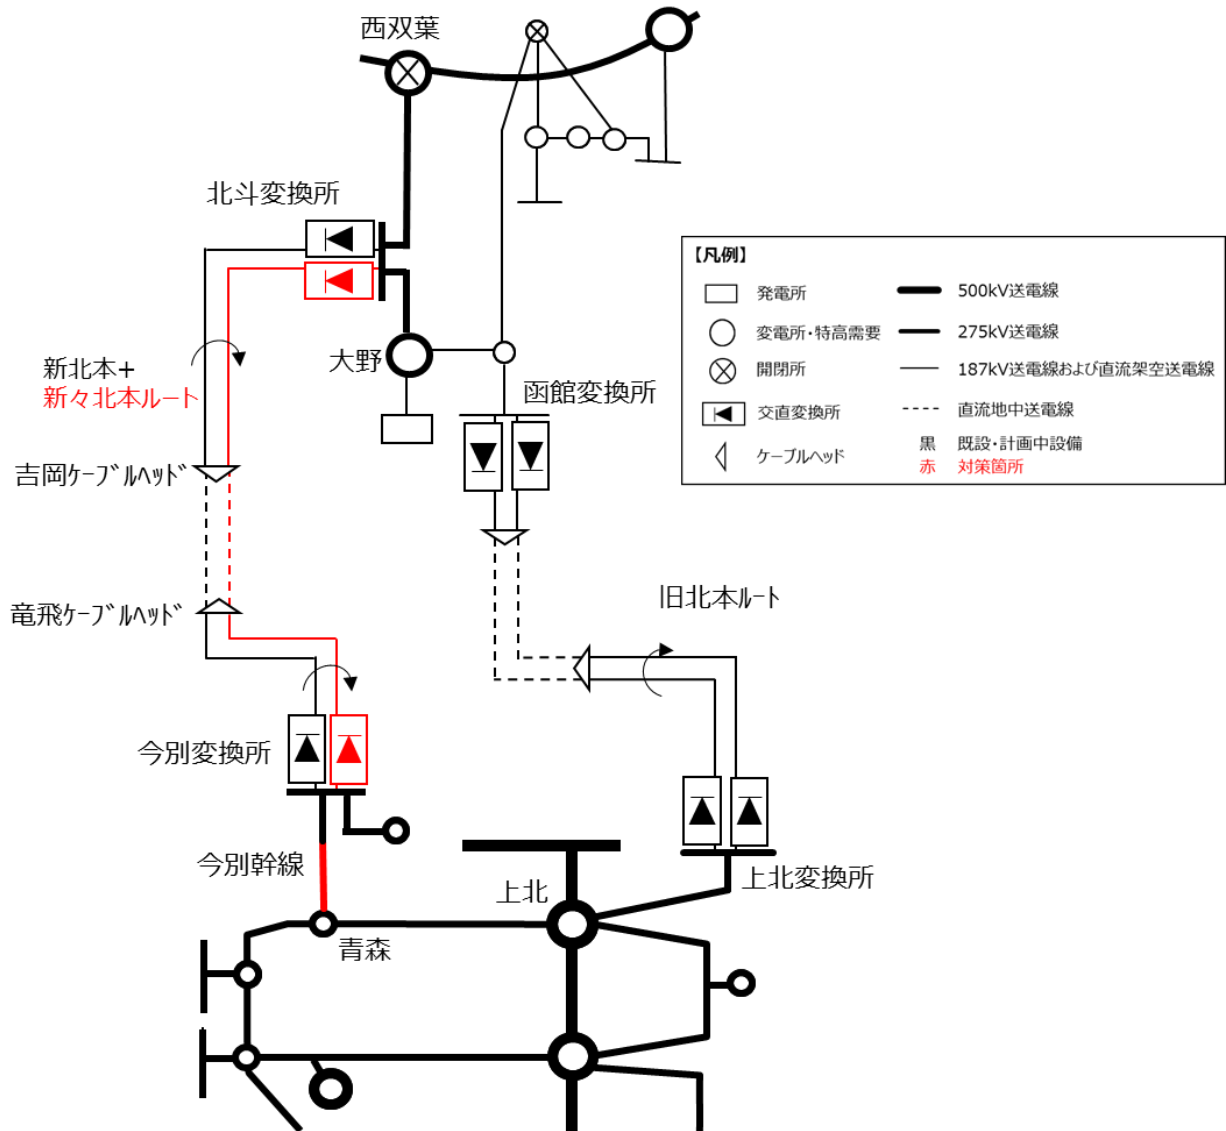 西双葉
北斗変換所
新北本+
新々北本ルート
大野
函館変換所
吉岡ケーブルヘッド
竜飛ケーブルヘッド
旧北本ルート
今別変換所
今別幹線
上北
上北変換所
青森
【凡例】
発電所
500kV送電線
変電所・特高需要
275kV送電線
開閉所
187kV送電線および直流架空送電線
交直変換所
直流地中送電線
ケーブルヘッド
黒 既設・計画中設備
赤 対策箇所